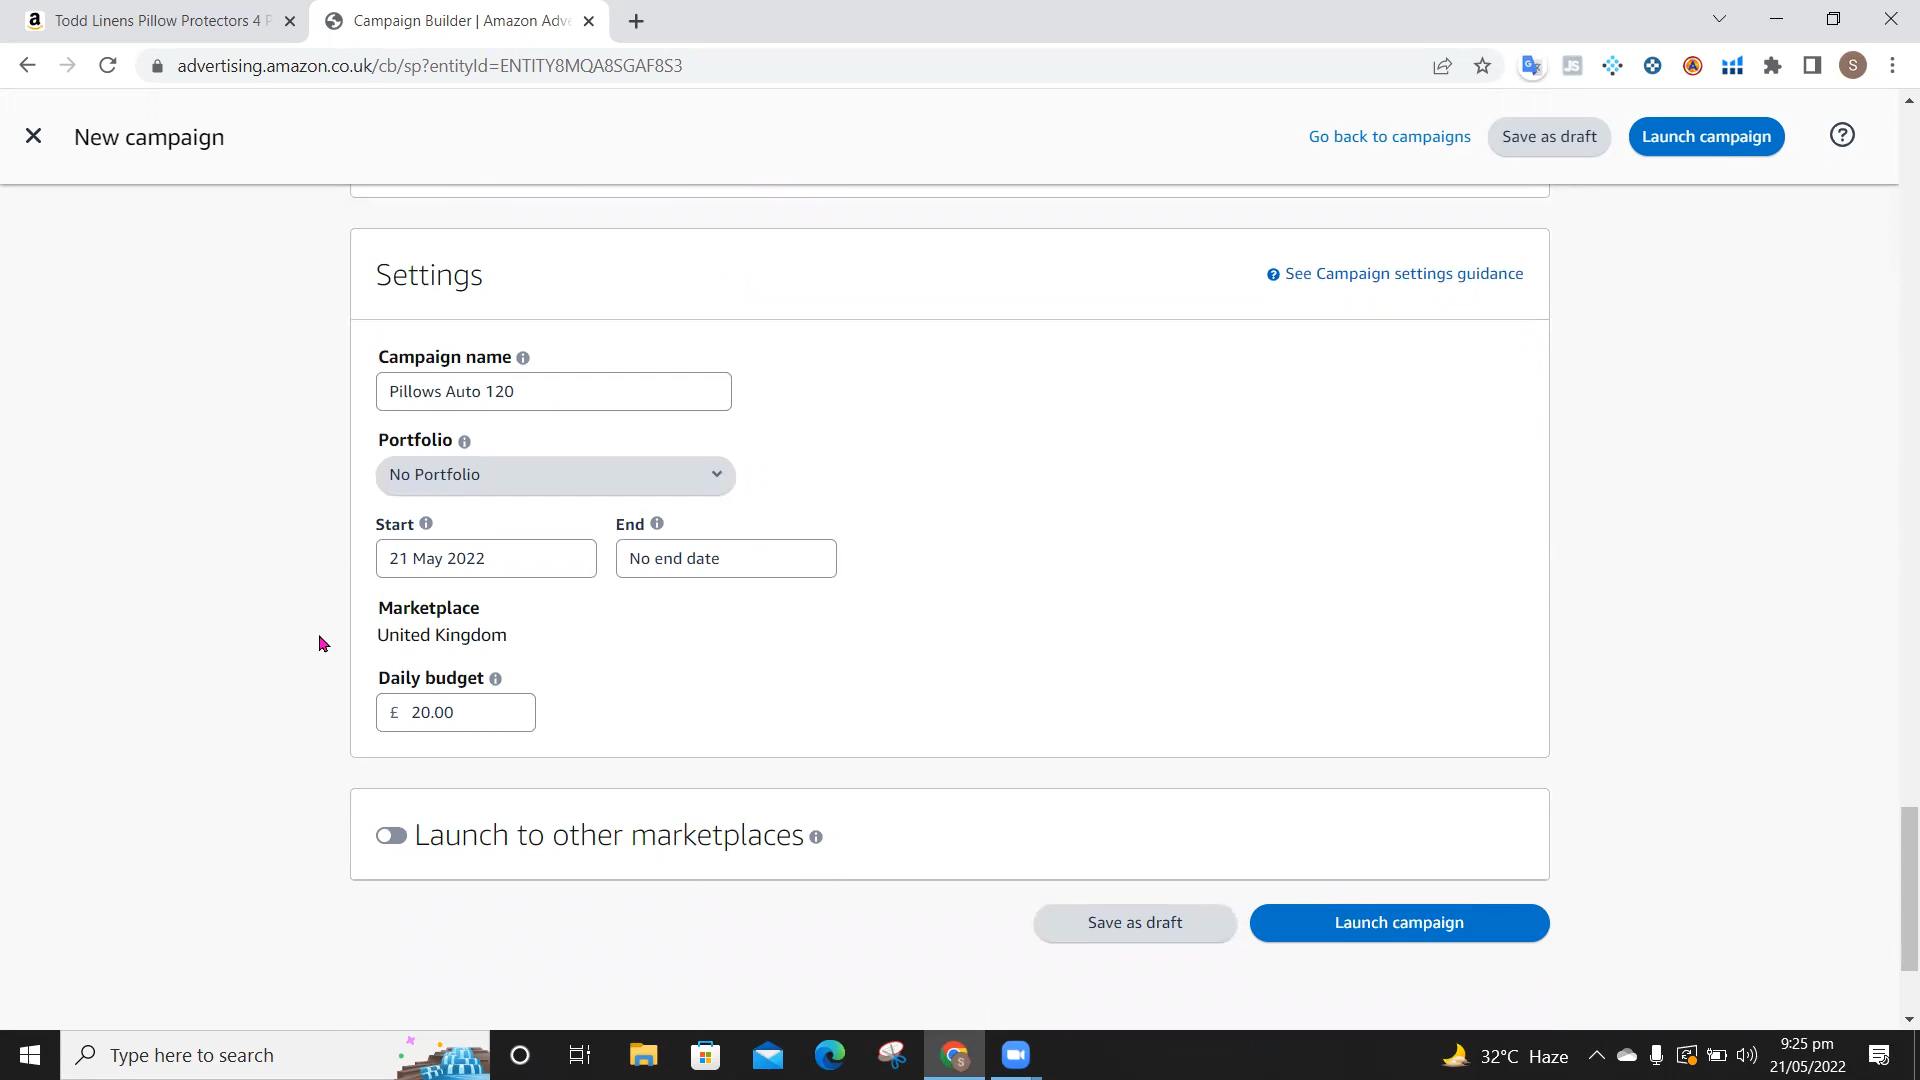 Todd Linens Pillow Protectors 4 P
Campaign Builder | Amazon Adve
advertising.amazon.co.uk/cb/sp?entityId=ENTITY8MQA8SGAF8S3
JS
S
New campaign
Go back to campaigns
Save as draft
Launch campaign
Settings
See Campaign settings guidance
Campaign name
Pillows Auto 120
Portfolio
No Portfolio
Start
End
21 May 2022
No end date
Marketplace
United Kingdom
Daily budget
£ 20.00
Launch to other marketplaces
Save as draft
Launch campaign
Type here to search
32°C Haze
9:25 pm
21/05/2022